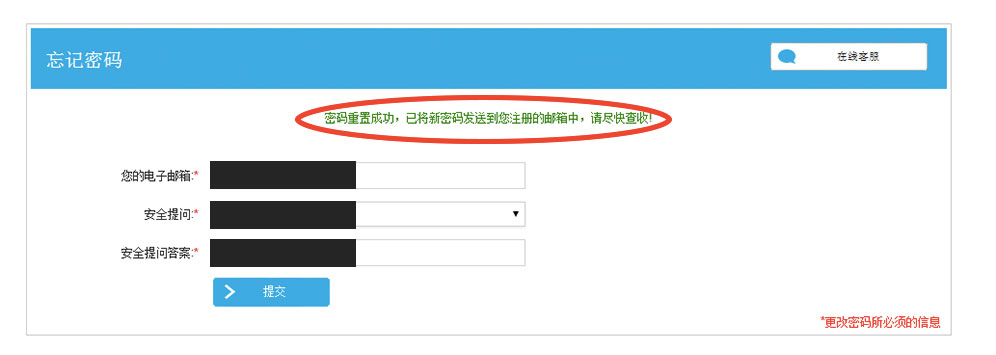 忘记密码
在线客服
密码重置成功，已将新密码发送到您注册的邮箱中，请尽快查收!
您的电子邮箱:*
安全提问:*
安全提问答案:*
提交
*更改密码所必须的信息